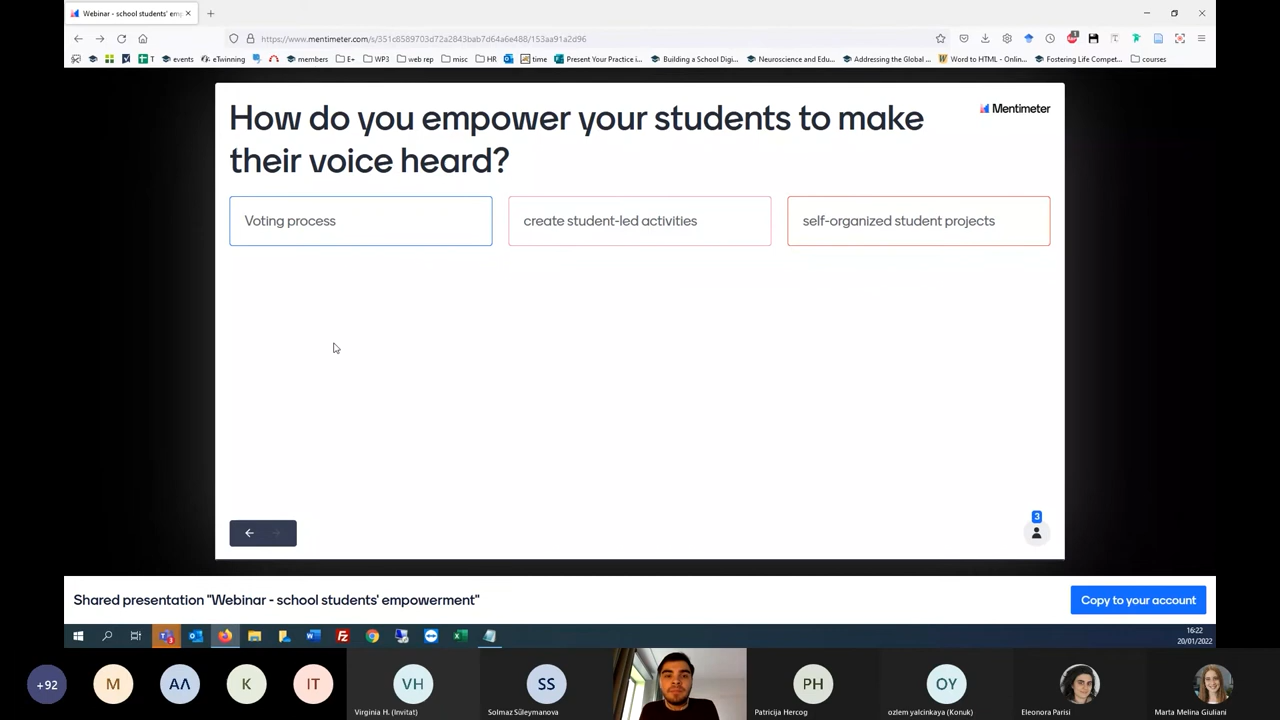 Webinar - school students' em
https://www.mentimeter.com/s/351c8589703d72a2843bab7d64a6e488/153aa91a2d96
T
events
eTwinning
members
E+
WP3
web rep
misc
HR
time
Present Your Practice i...
Building a School Digi...
Neuroscience and Edu...
Addressing the Global ...
Word to HTML - Onlin...
Fostering Life Compet...
courses
How do you empower your students to make
their voice heard?
Mentimeter
Voting process
create student-led activities
self-organized student projects
3
Shared presentation "Webinar - school students' empowerment"
Copy to your account
16:22
20/01/2022
+92
M
ΑΛ
K
IT
VH
SS
PH
OY
Virginia H. (Invitat)
Solmaz Süleymanova
Patricija Hercog
ozlem yalcinkaya (Konuk)
Eleonora Parisi
Marta Melina Giuliani